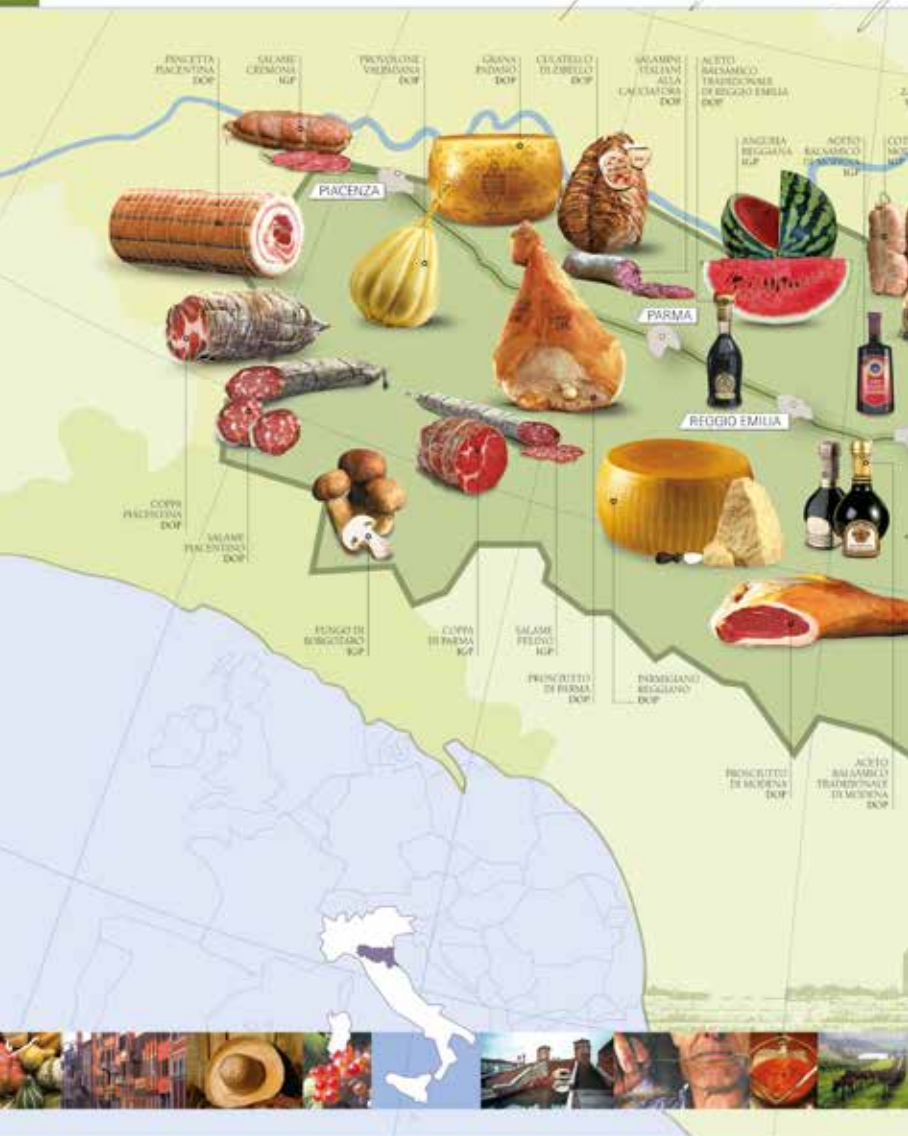 PANCETTA
PIACENTINA
DOP
SALAME
CREMONA
IGP
PROVOLONE
VALPADANA
DOP
GRANA
PADANO
DOP
CULATELLO
DI ZIBELLO
DOP
SALAMINI
ITALIANI
ALLA
CACCIATORA
DOP
ACETO
BALSAMICO
TRADIZIONALE
DI REGGIO EMILIA
DOP
ANGURIA
REGGIANA
IGP
ACETO
BALSAMICO
DI MODENA
IGP
PIACENZA
PARMA
REGGIO EMILIA
COPPA
PIACENTINA
DOP
SALAME
PIACENTINO
DOP
FUNGO DI
BORGOTARO
IGP
COPPA
DI PARMA
IGP
SALAME
FELINO
IGP
PROSCIUTTO
DI PARMA
DOP
PARMIGIANO
REGGIANO
DOP
PROSCIUTTO
DI MODENA
DOP
ACETO
BALSAMICO
TRADIZIONALE
DI MODENA
DOP